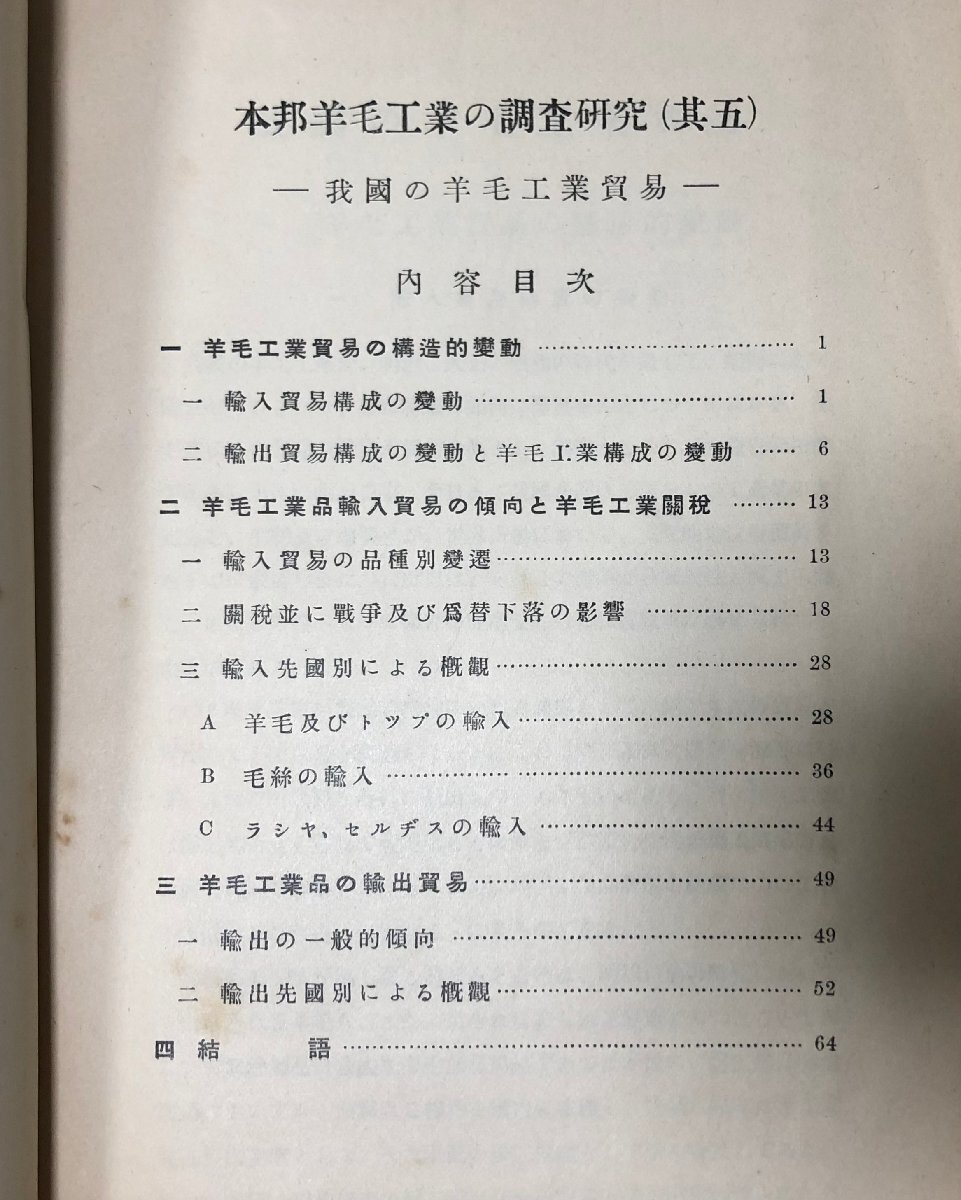 本邦羊毛工業の調査研究(其五)
— 我國の羊毛工業貿易 —
內容目次
一 羊毛工業貿易の構造的變動 …… 1
一 輸入貿易構成の變動 …… 1
二 輸出貿易構成の變動と羊毛工業構成の變動 …… 6
二 羊毛工業品輸入貿易の傾向と羊毛工業關稅 …… 13
一 輸入貿易の品種別變遷 …… 13
二 關稅並に戰爭及び爲替下落の影響 …… 18
三 輸入先國別による槪觀 …… 28
A 羊毛及びトツプの輸入 …… 28
B 毛絲の輸入 …… 36
C ラシヤ、セルヂスの輸入 …… 44
三 羊毛工業品の輸出貿易 …… 49
一 輸出の一般的傾向 …… 49
二 輸出先國別による槪觀 …… 52
四 結語 …… 64